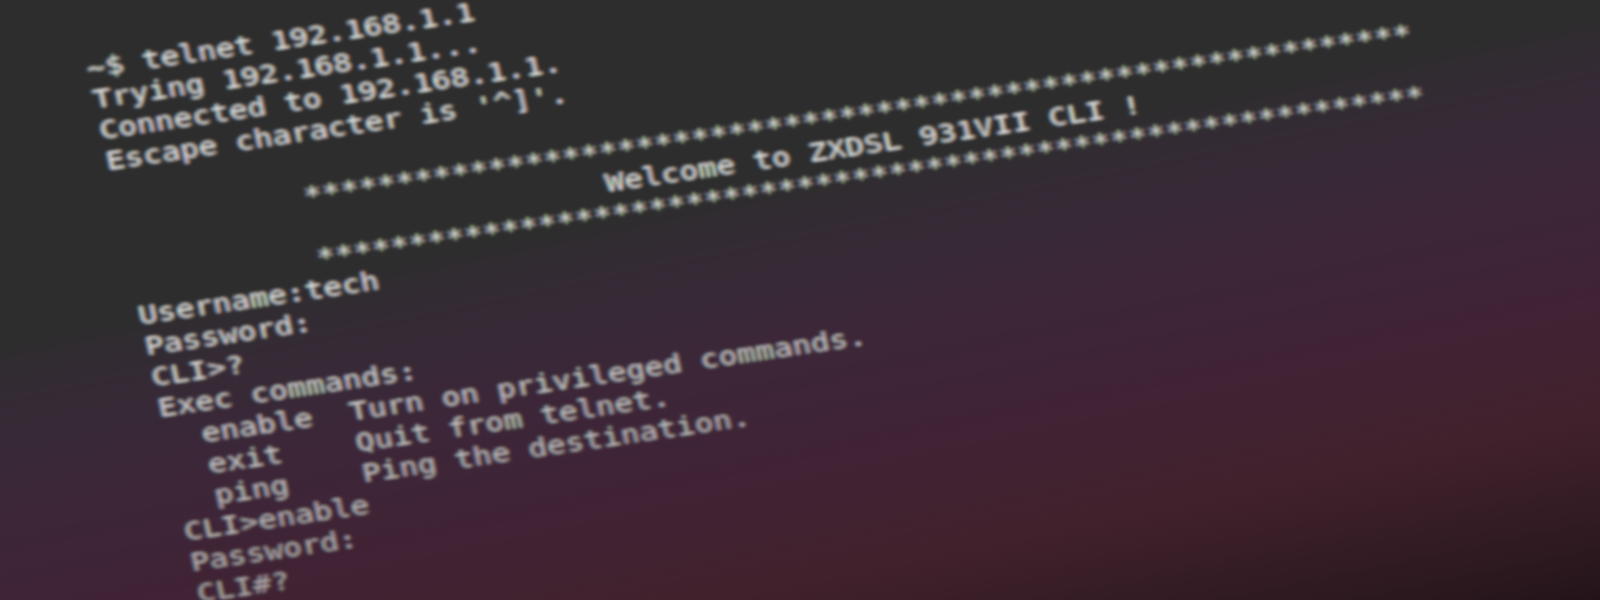 ~$ telnet 192.168.1.1
Trying 192.168.1.1...
Connected to 192.168.1.1.
Escape character is '^]'.
************************************************************
Welcome to ZXDSL 931VII CLI !
************************************************************
Username:tech
Password:
CLI>?
Exec commands:
enable Turn on privileged commands.
exit Quit from telnet.
ping Ping the destination.
CLI>enable
Password:
CLI#?